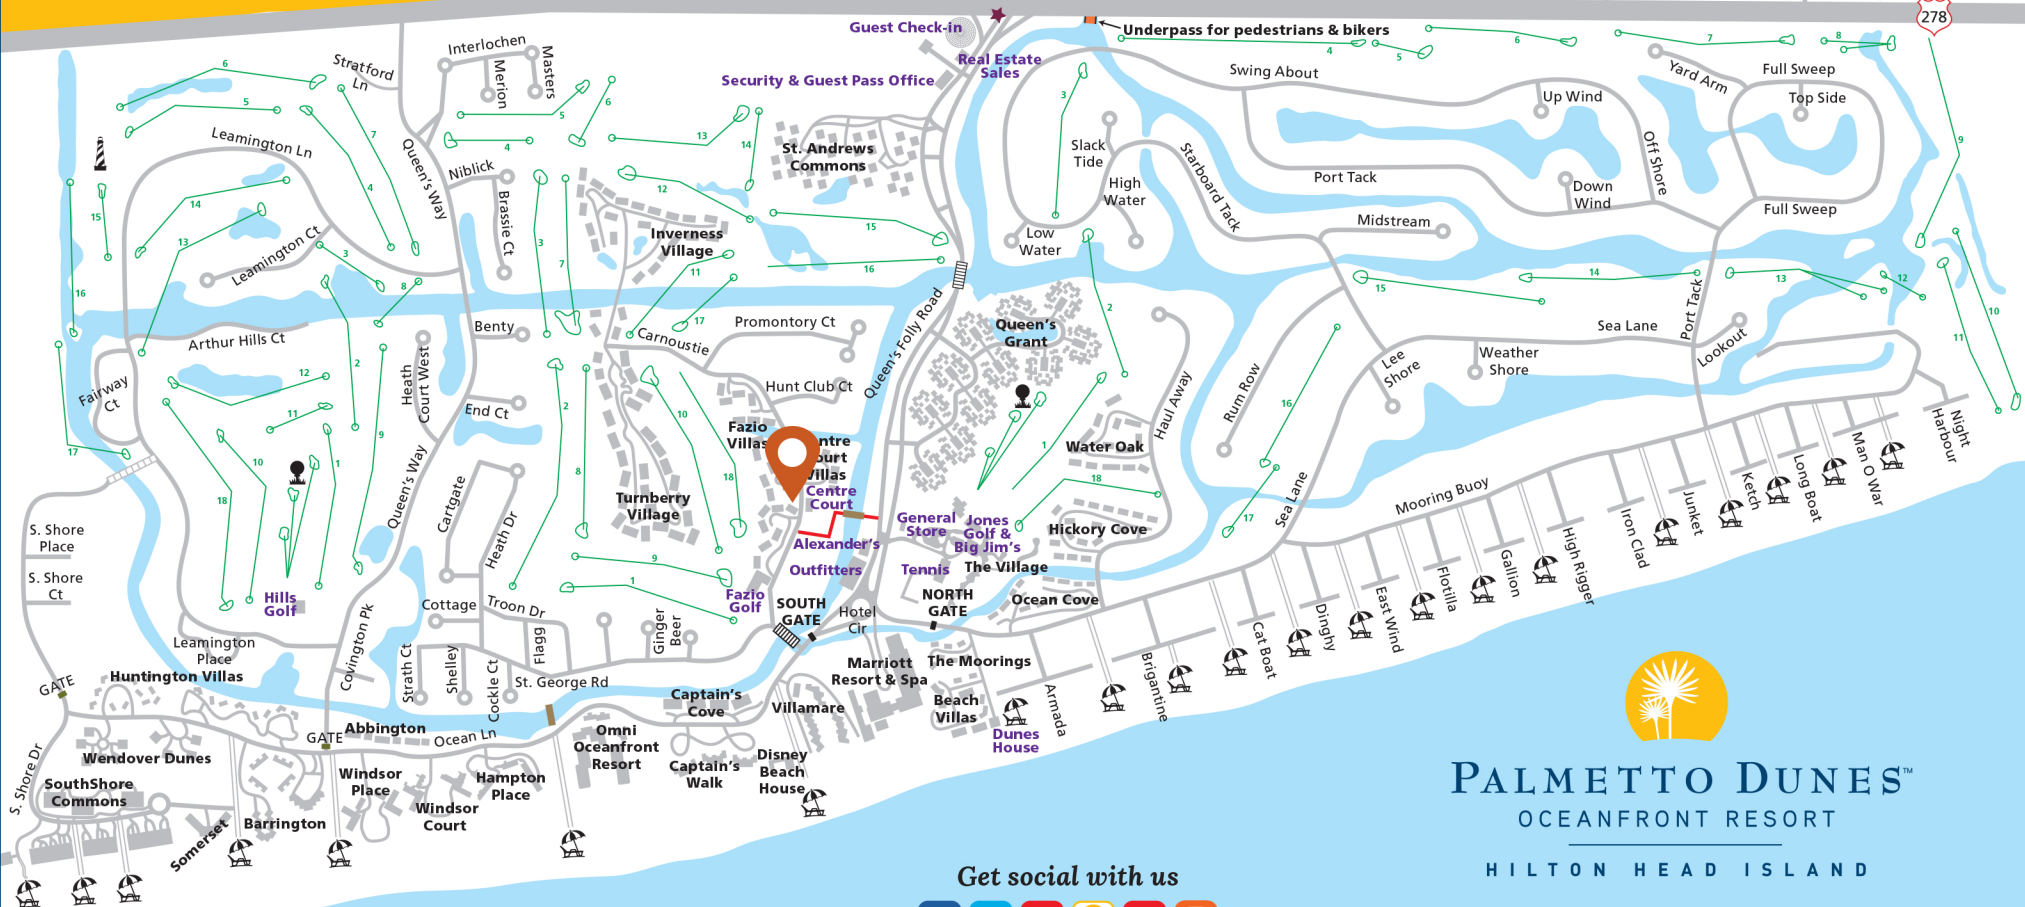 278
Guest Check-in
Underpass for pedestrians & bikers
Real Estate
Sales
Security & Guest Pass Office
Interlochen
Masters
Merion
Stratford
Ln
Leamington Ln
Queen's Way
Niblick
Brassie Ct
Leamington Ct
Arthur Hills Ct
Fairway
Ct
Heath
Court West
Benty
End Ct
Queen's Way
Cartgate
Heath Dr
Hills
Golf
Inverness
Village
St. Andrews
Commons
Carnoustie
Promontory Ct
Hunt Club Ct
Queen's Folly Road
Fazio
Villas
Centre
Court
Villas
Centre
Court
Turnberry
Village
Alexander's
Outfitters
Fazio
Golf
SOUTH
GATE
Hotel
Cir
General
Store
Jones
Golf &
Big Jim's
Tennis
The Village
NORTH
GATE
Ocean Cove
Hickory Cove
Water Oak
Queen's
Grant
Haul Away
Rum Row
Swing About
Slack
Tide
High
Water
Low
Water
Starboard Tack
Port Tack
Midstream
Up Wind
Down
Wind
Off Shore
Yard Arm
Full Sweep
Top Side
Full Sweep
Port Tack
Sea Lane
Lookout
Weather
Shore
Lee
Shore
Sea Lane
Mooring Buoy
Night
Harbour
Man O War
Long Boat
Ketch
Junket
Iron Clad
High Rigger
Gallion
Flotilla
East Wind
Dinghy
Cat Boat
Brigantine
Armada
S. Shore
Place
S. Shore
Ct
GATE
Leamington
Place
Huntington Villas
Covington Pk
Cottage
Troon Dr
Strath Ct
Shelley
Cockle Ct
Flagg
Ginger
Beer
St. George Rd
Abbington
GATE
Ocean Ln
Wendover Dunes
S. Shore Dr
SouthShore
Commons
Somerset
Barrington
Windsor
Place
Windsor
Court
Hampton
Place
Omni
Oceanfront
Resort
Captain's
Cove
Captain's
Walk
Villamare
Disney
Beach
House
Marriott
Resort & Spa
The Moorings
Beach
Villas
Dunes
House
PALMETTO DUNES™
OCEANFRONT RESORT
HILTON HEAD ISLAND
Get social with us